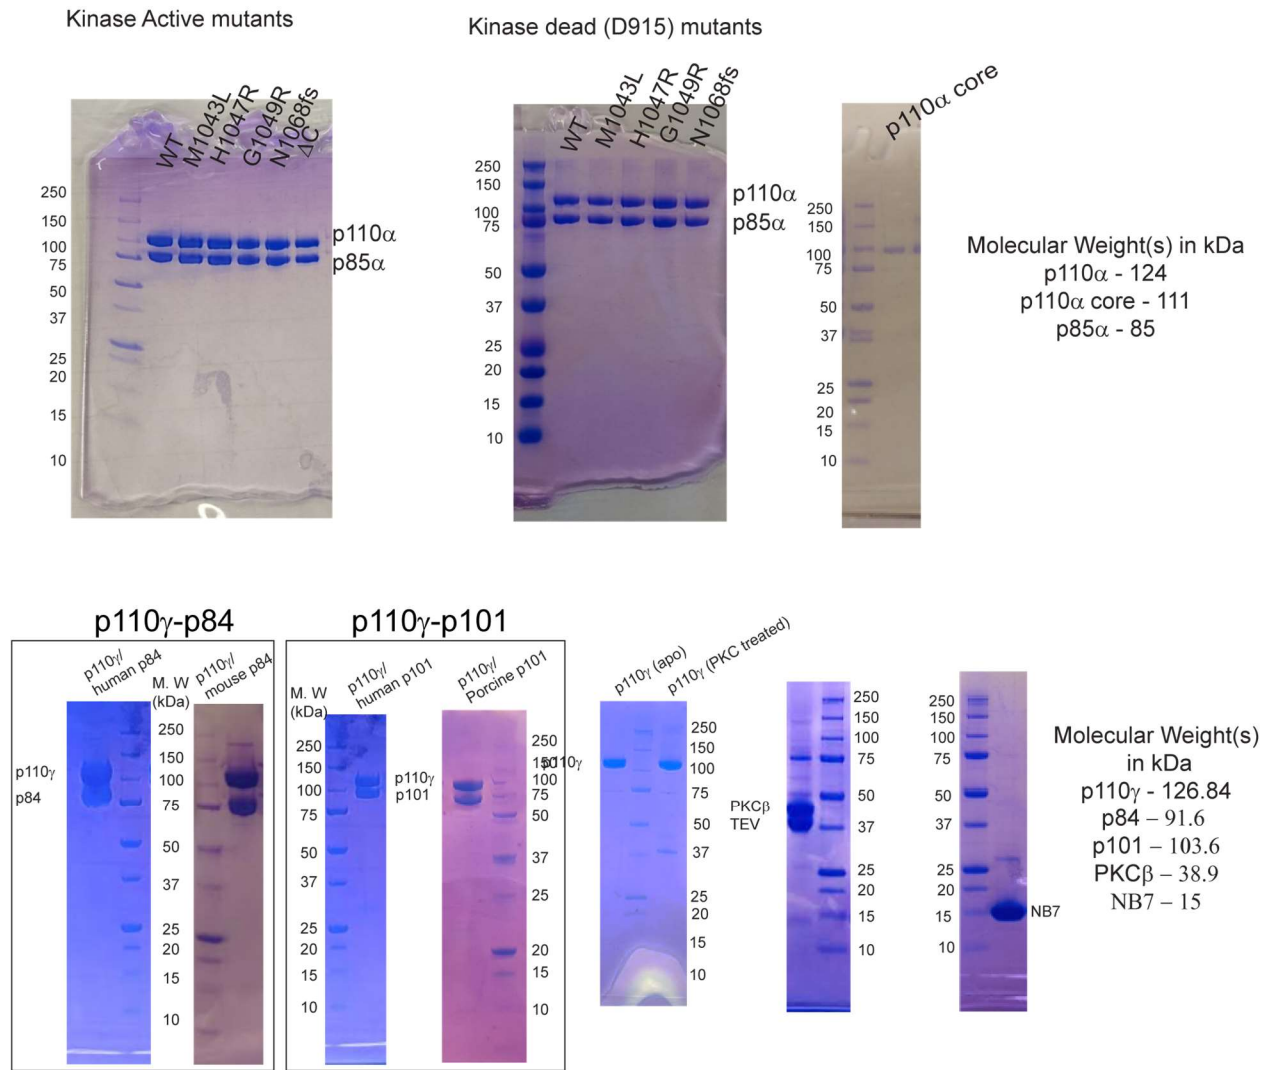 Kinase Active mutants
WT
M1043L
H1047R
G1049R
N1068fs
ΔC
250
150
100
75
50
37
25
20
15
10
p110α
p85α
Kinase dead (D915) mutants
WT
M1043L
H1047R
G1049R
N1068fs
250
150
100
75
50
37
25
20
15
10
p110α
p85α
p110α core
250
150
100
75
50
37
25
20
15
10
Molecular Weight(s) in kDa
p110α - 124
p110α core - 111
p85α - 85
p110γ-p84
p110γ/
human p84
p110γ
p84
M. W
(kDa)
250
150
100
75
50
37
25
20
15
10
p110γ/
mouse p84
p110γ-p101
M. W
(kDa)
250
150
100
75
50
37
25
20
15
10
p110γ/
human p101
p110γ
p101
p110γ/
Porcine p101
250
150
100
75
50
37
25
20
15
10
p110γ
p110γ (apo)
p110γ (PKC treated)
250
150
100
75
50
37
25
20
15
10
PKCβ
TEV
250
150
100
75
50
37
25
20
15
10
250
150
100
75
50
37
25
20
15
10
NB7
Molecular Weight(s)
in kDa
p110γ - 126.84
p84 – 91.6
p101 – 103.6
PKCβ – 38.9
NB7 – 15